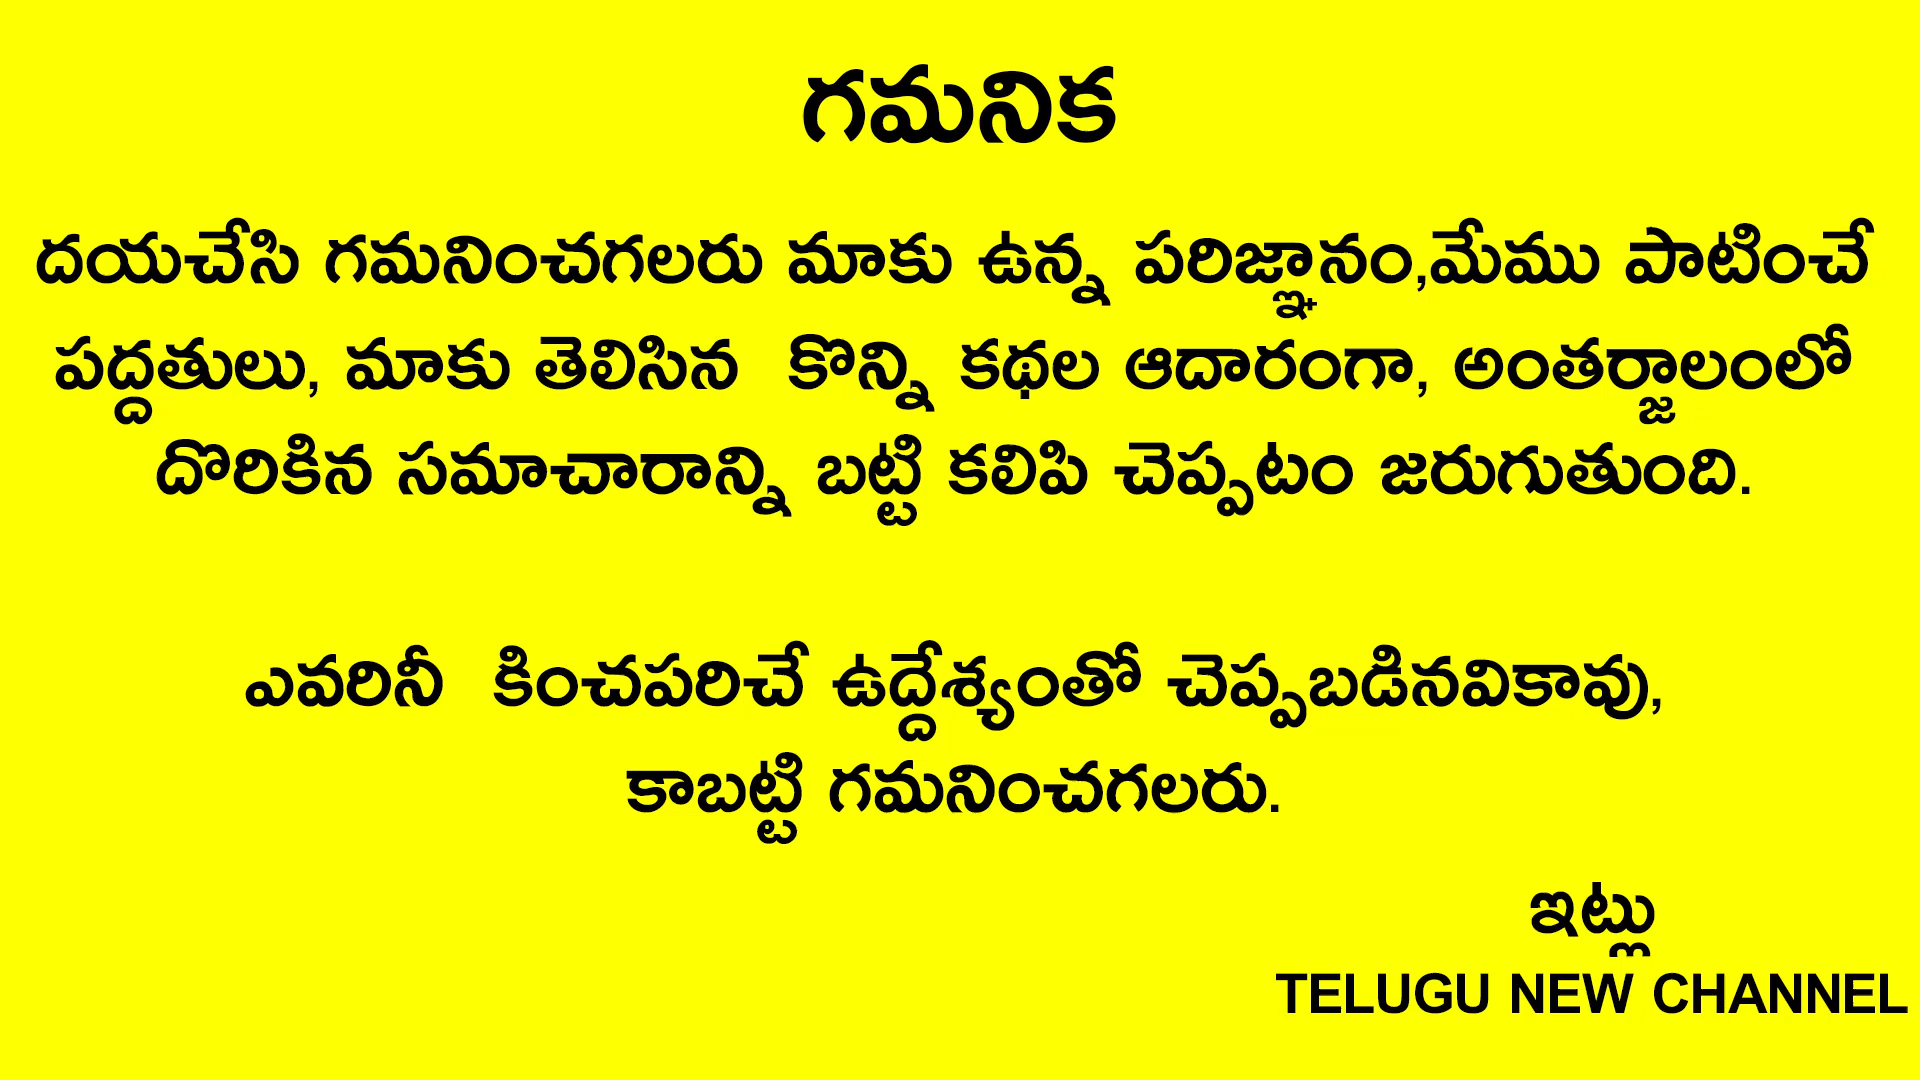 గమనిక
దయచేసి గమనించగలరు మాకు ఉన్న పరిజ్ఞానం,మేము పాటించే
పద్దతులు, మాకు తెలిసిన కొన్ని కథల ఆదారంగా, అంతర్జాలంలో
దొరికిన సమాచారాన్ని బట్టి కలిపి చెప్పటం జరుగుతుంది.
ఎవరినీ కించపరిచే ఉద్దేశ్యంతో చెప్పబడినవికావు,
కాబట్టి గమనించగలరు.
ఇట్లు
TELUGU NEW CHANNEL